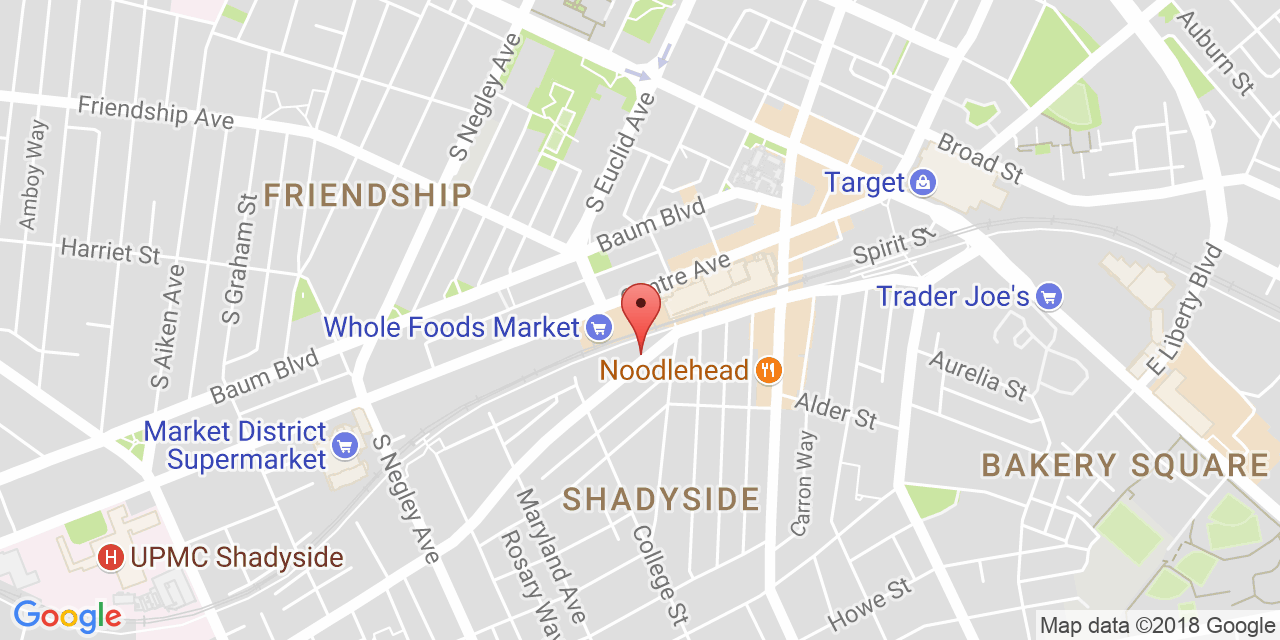 Auburn St
S Negley Ave
Friendship Ave
S Euclid Ave
Amboy Way
Broad St
FRIENDSHIP
Target
S Graham St
Baum Blvd
Harriet St
Spirit St
S Aiken Ave
Trader Joe's
E Liberty Blvd
Whole Foods Market
Noodlehead
Baum Blvd
Aurelia St
Alder St
Market District
Supermarket
S Negley Ave
Carron Way
BAKERY SQUARE
SHADYSIDE
Maryland Ave
Rosary Way
College St
H
UPMC Shadyside
Howe St
Google
Map data ©2018 Google